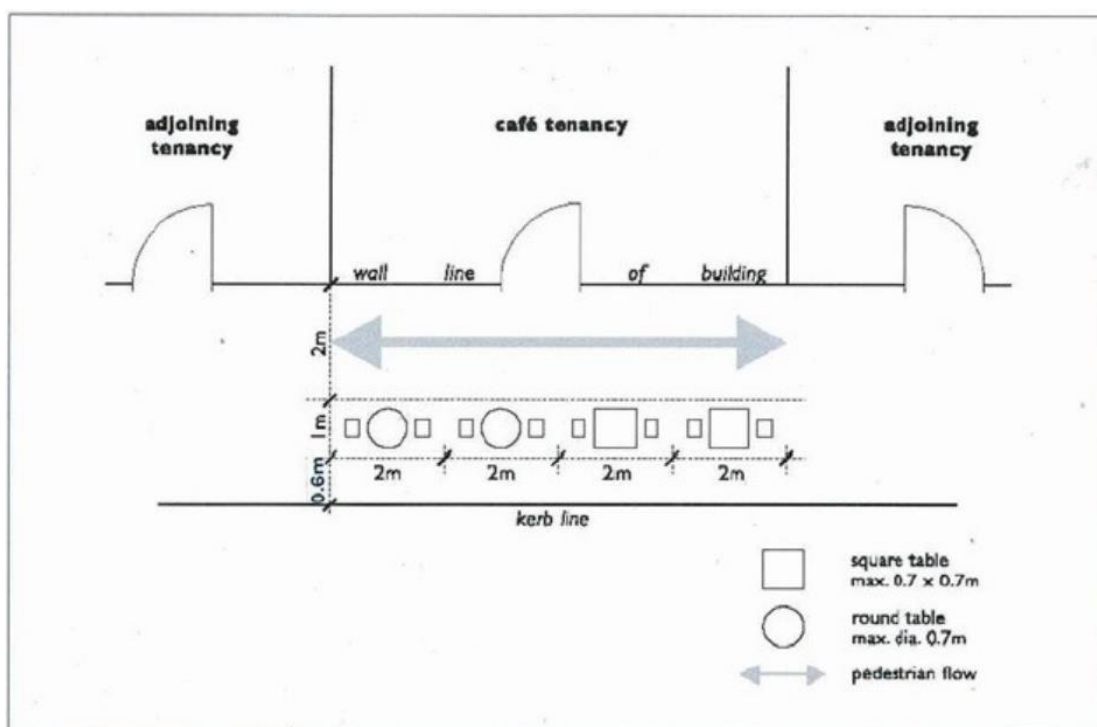 adjoining
tenancy
café tenancy
adjoining
tenancy
wall line of building
2m
1m
0.6m
2m 2m 2m 2m
kerb line
square table
max. 0.7 x 0.7m
round table
max. dia. 0.7m
pedestrian flow